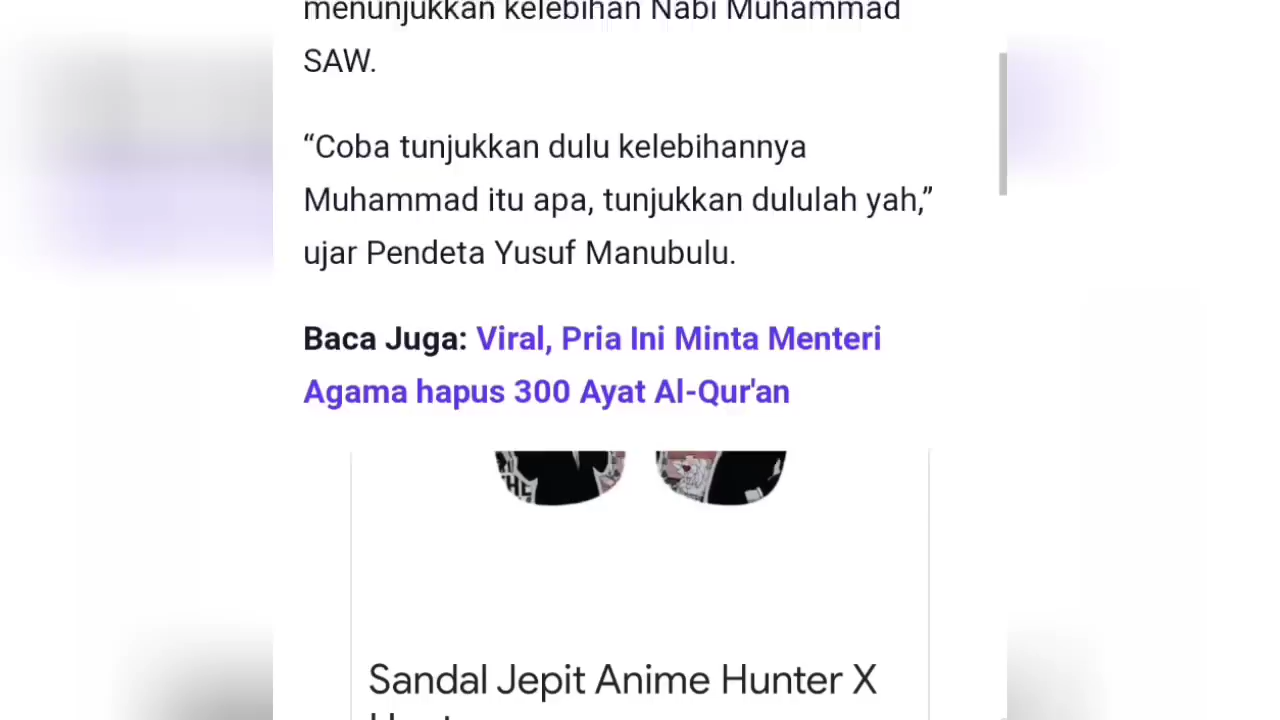 menunjukkan kelebihan Nabi Muhammad
SAW.
“Coba tunjukkan dulu kelebihannya
Muhammad itu apa, tunjukkan dululah yah,”
ujar Pendeta Yusuf Manubulu.
Baca Juga: Viral, Pria Ini Minta Menteri
Agama hapus 300 Ayat Al-Qur'an
Sandal Jepit Anime Hunter X